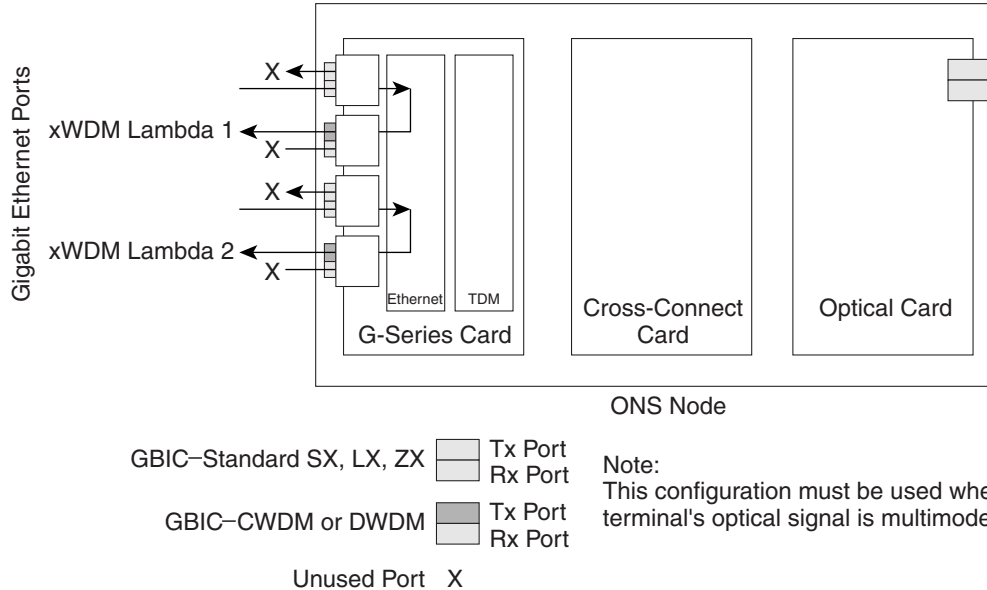 Gigabit Ethernet Ports
X
xWDM Lambda 1
X
X
xWDM Lambda 2
X
Ethernet
TDM
G-Series Card
Cross-Connect
Card
Optical Card
ONS Node
GBIC–Standard SX, LX, ZX
Tx Port
Rx Port
GBIC–CWDM or DWDM
Tx Port
Rx Port
Unused Port X
Note:
This configuration must be used whe
terminal's optical signal is multimode